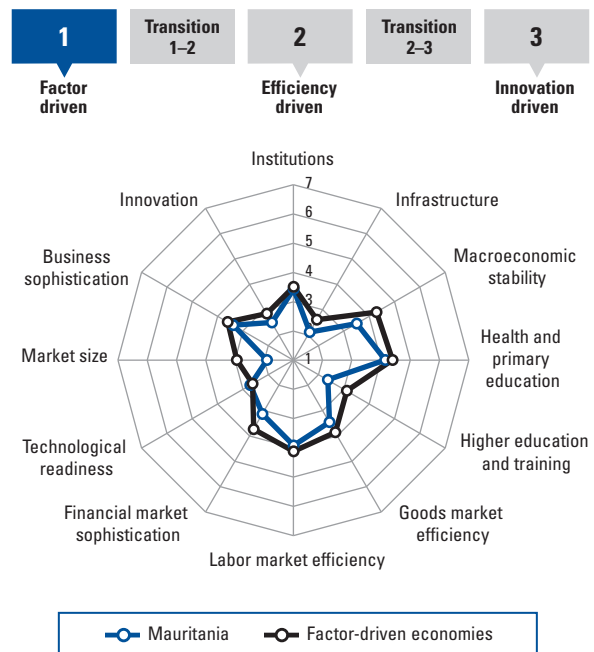 1
Transition
1–2
2
Transition
2–3
3
Factor
driven
Efficiency
driven
Innovation
driven
Institutions
7
6
5
4
3
1
Infrastructure
Macroeconomic
stability
Health and
primary
education
Higher education
and training
Goods market
efficiency
Labor market efficiency
Financial market
sophistication
Technological
readiness
Market size
Business
sophistication
Innovation
Mauritania
Factor-driven economies